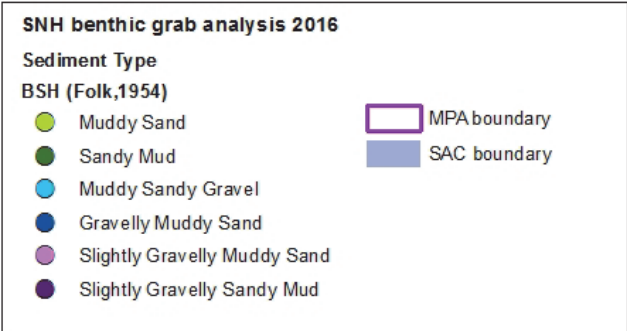 SNH benthic grab analysis 2016
Sediment Type
BSH (Folk,1954)
Muddy Sand
Sandy Mud
Muddy Sandy Gravel
Gravelly Muddy Sand
Slightly Gravelly Muddy Sand
Slightly Gravelly Sandy Mud
MPA boundary
SAC boundary